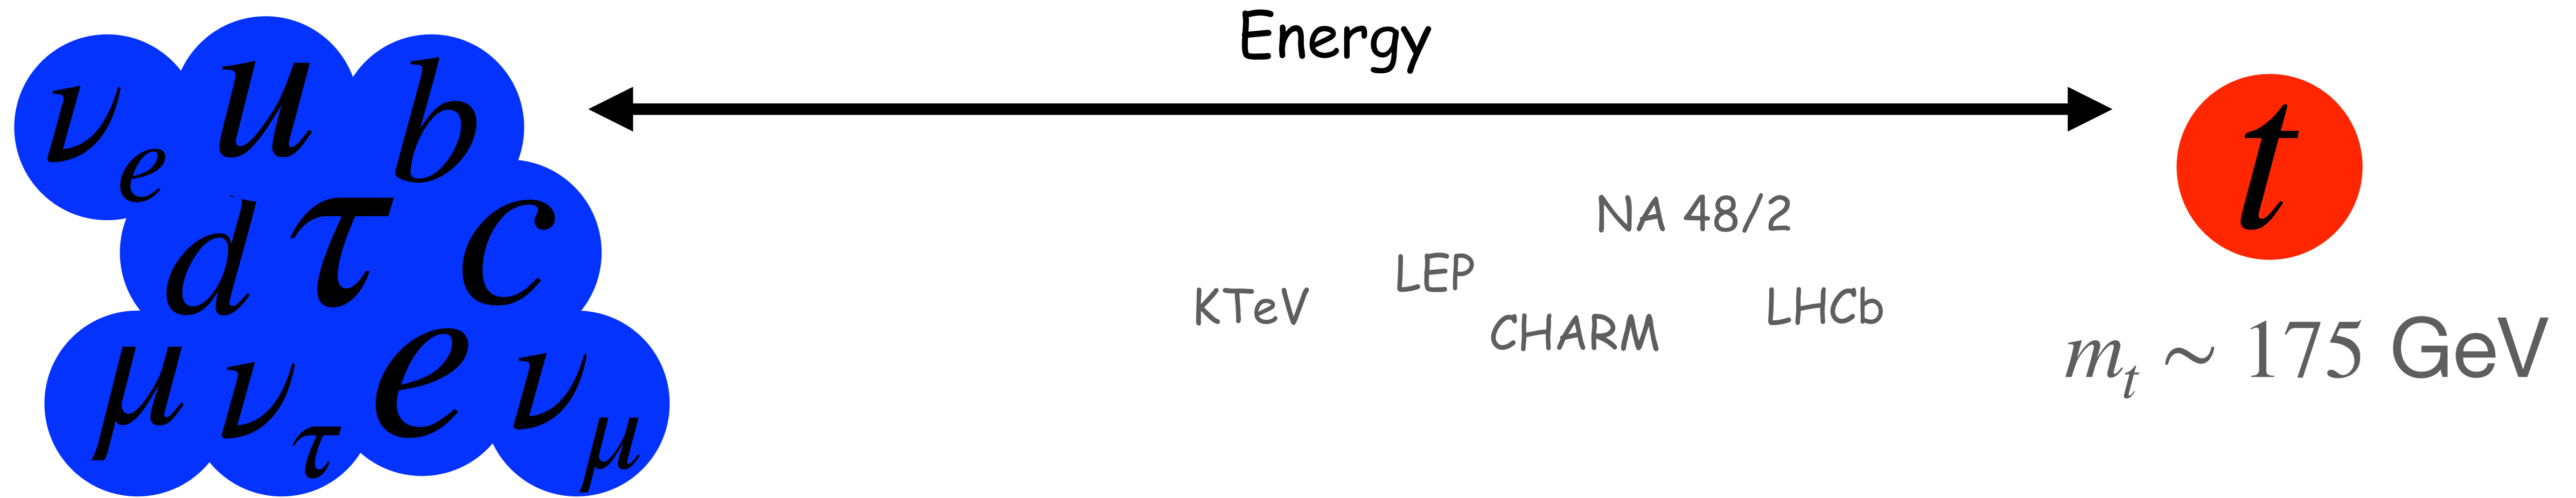 Energy
ν_e u b
d τ c
μ ν_τ e ν_μ
NA 48/2
LEP
KTeV
CHARM
LHCb
t
m_t ~ 175 GeV